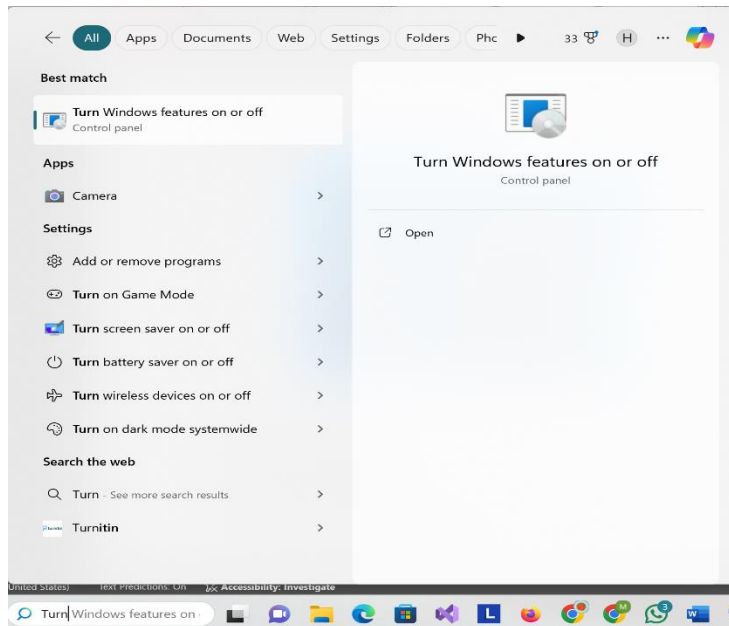 All Apps Documents Web Settings Folders Phc 33 H ...
Best match
Turn Windows features on or off
Control panel
Apps
Camera
Settings
Add or remove programs
Turn on Game Mode
Turn screen saver on or off
Turn battery saver on or off
Turn wireless devices on or off
Turn on dark mode systemwide
Search the web
Turn - See more search results
Turnitin
Turn Windows features on or off
Control panel
Open
United States) Text Predictions: On Accessibility: Investigate
Turn Windows features on
L M 3 W